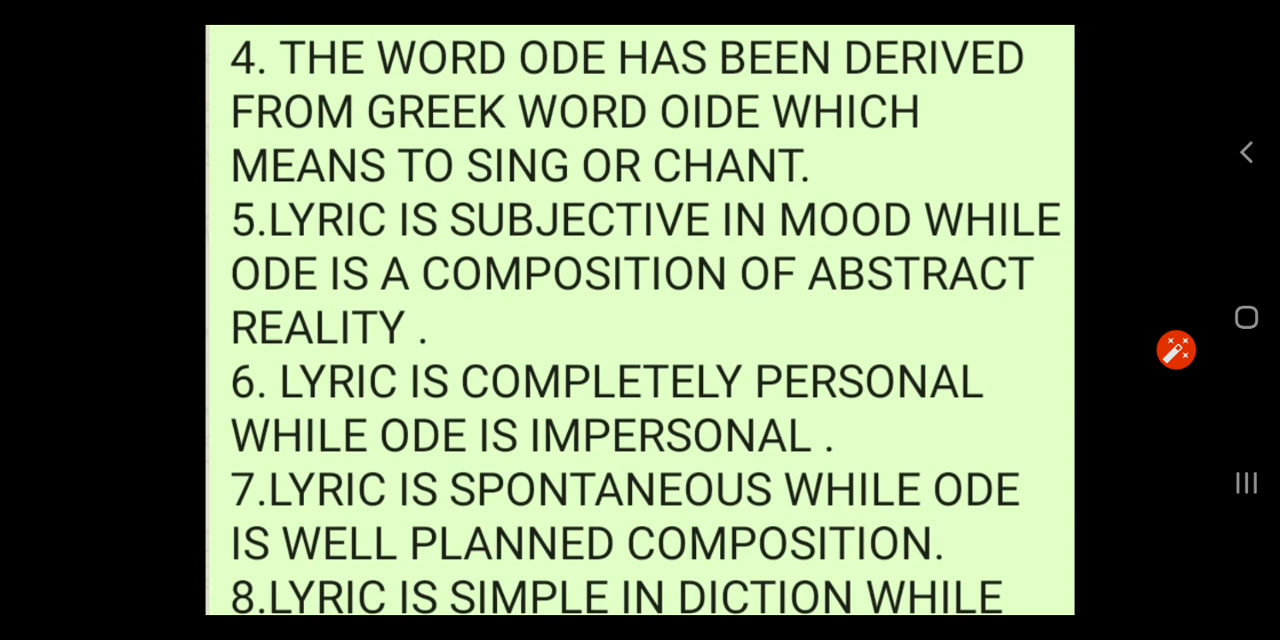 4. THE WORD ODE HAS BEEN DERIVED
FROM GREEK WORD OIDE WHICH
MEANS TO SING OR CHANT.
5.LYRIC IS SUBJECTIVE IN MOOD WHILE
ODE IS A COMPOSITION OF ABSTRACT
REALITY .
6. LYRIC IS COMPLETELY PERSONAL
WHILE ODE IS IMPERSONAL .
7.LYRIC IS SPONTANEOUS WHILE ODE
IS WELL PLANNED COMPOSITION.
8.LYRIC IS SIMPLE IN DICTION WHILE